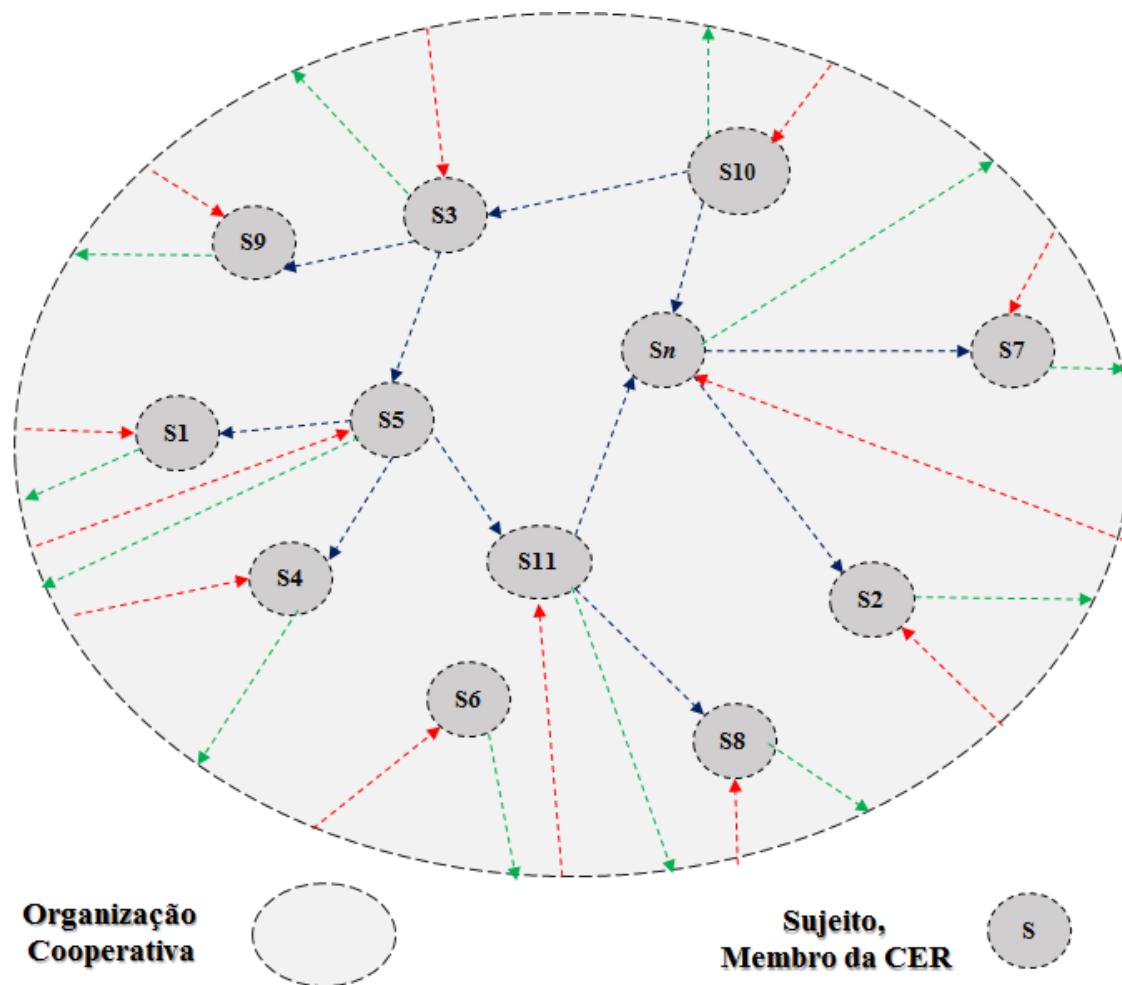 S10
S3
S9
Sn
S7
S5
S1
S11
S4
S2
S6
S8
Organização
Cooperativa
Sujeito,
Membro da CER
S